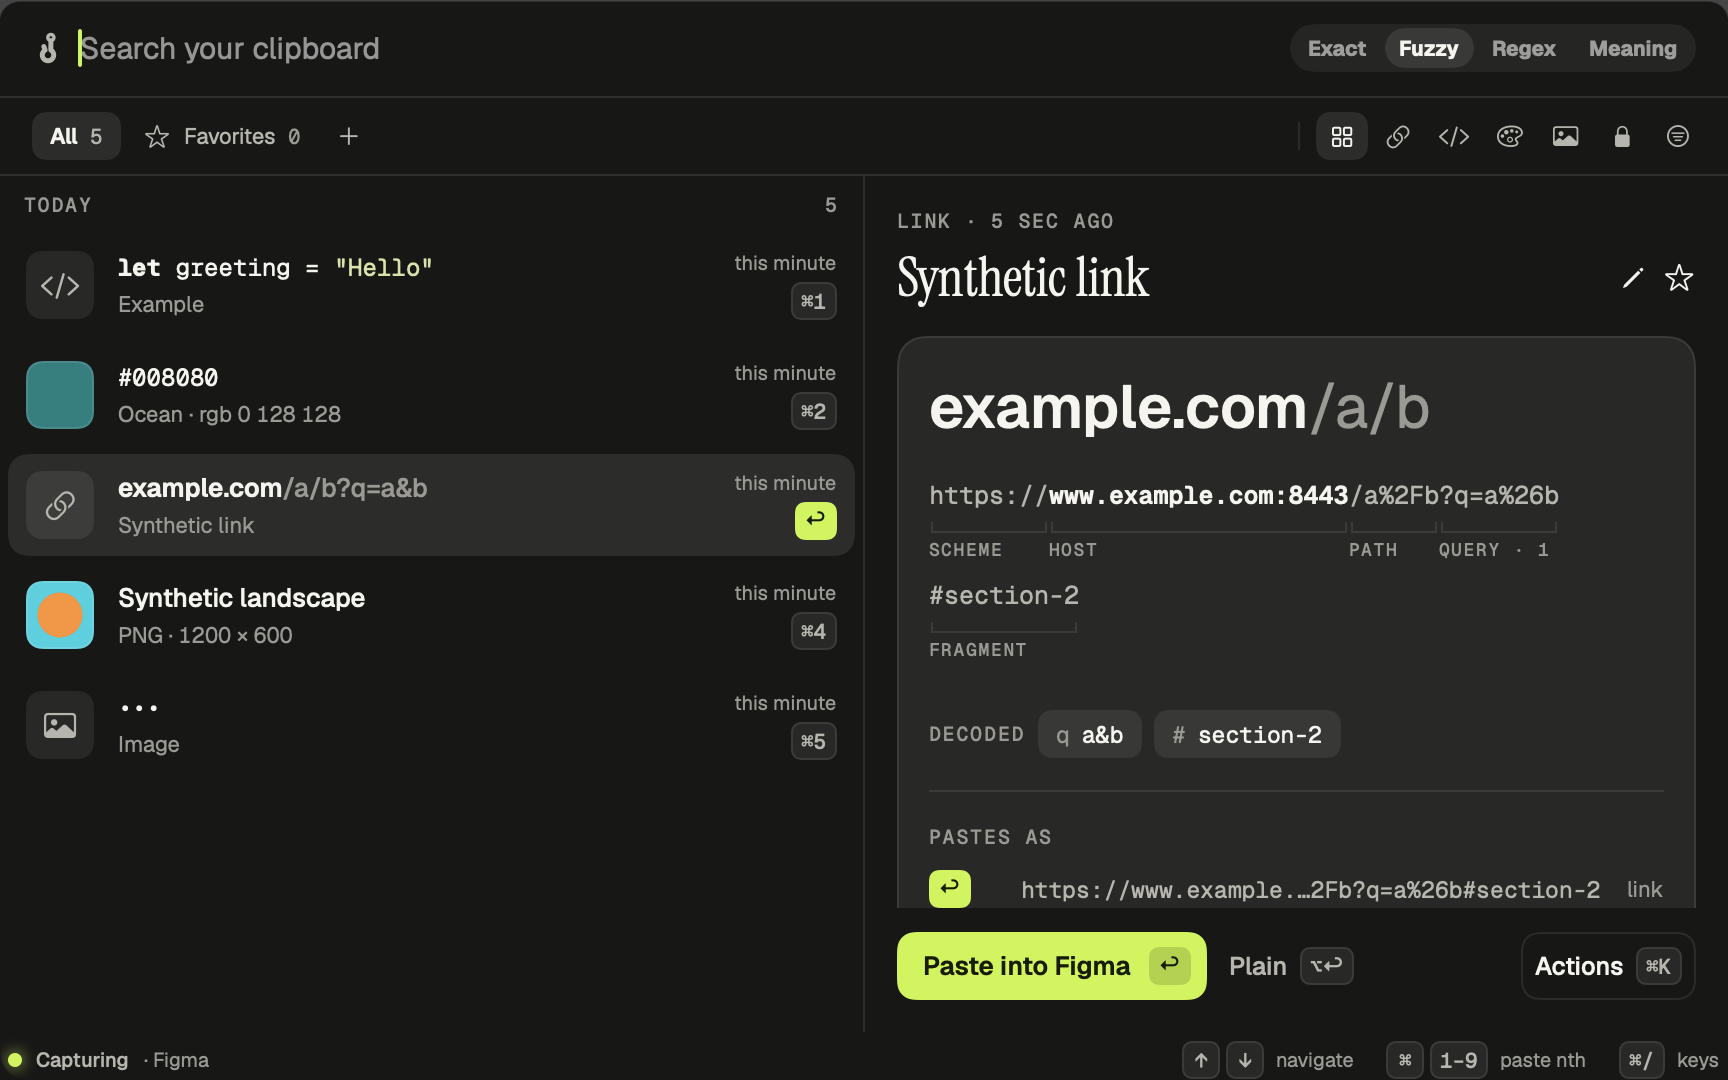 Search your clipboard
Exact Fuzzy Regex Meaning
All 5 Favorites 0 +
TODAY 5
let greeting = "Hello"
Example
this minute
⌘1
#008080
Ocean · rgb 0 128 128
this minute
⌘2
example.com/a/b?q=a&b
Synthetic link
this minute
Synthetic landscape
PNG · 1200 × 600
this minute
⌘4
...
Image
this minute
⌘5
LINK · 5 SEC AGO
Synthetic link
example.com/a/b
https://www.example.com:8443/a%2Fb?q=a%26b
SCHEME HOST PATH QUERY · 1
#section-2
FRAGMENT
DECODED q a&b # section-2
PASTES AS
↩ https://www.example.…2Fb?q=a%26b#section-2 link
Paste into Figma ↩ Plain ⌥↩ Actions ⌘K
Capturing · Figma
↑ ↓ navigate ⌘ 1-9 paste nth ⌘/ keys